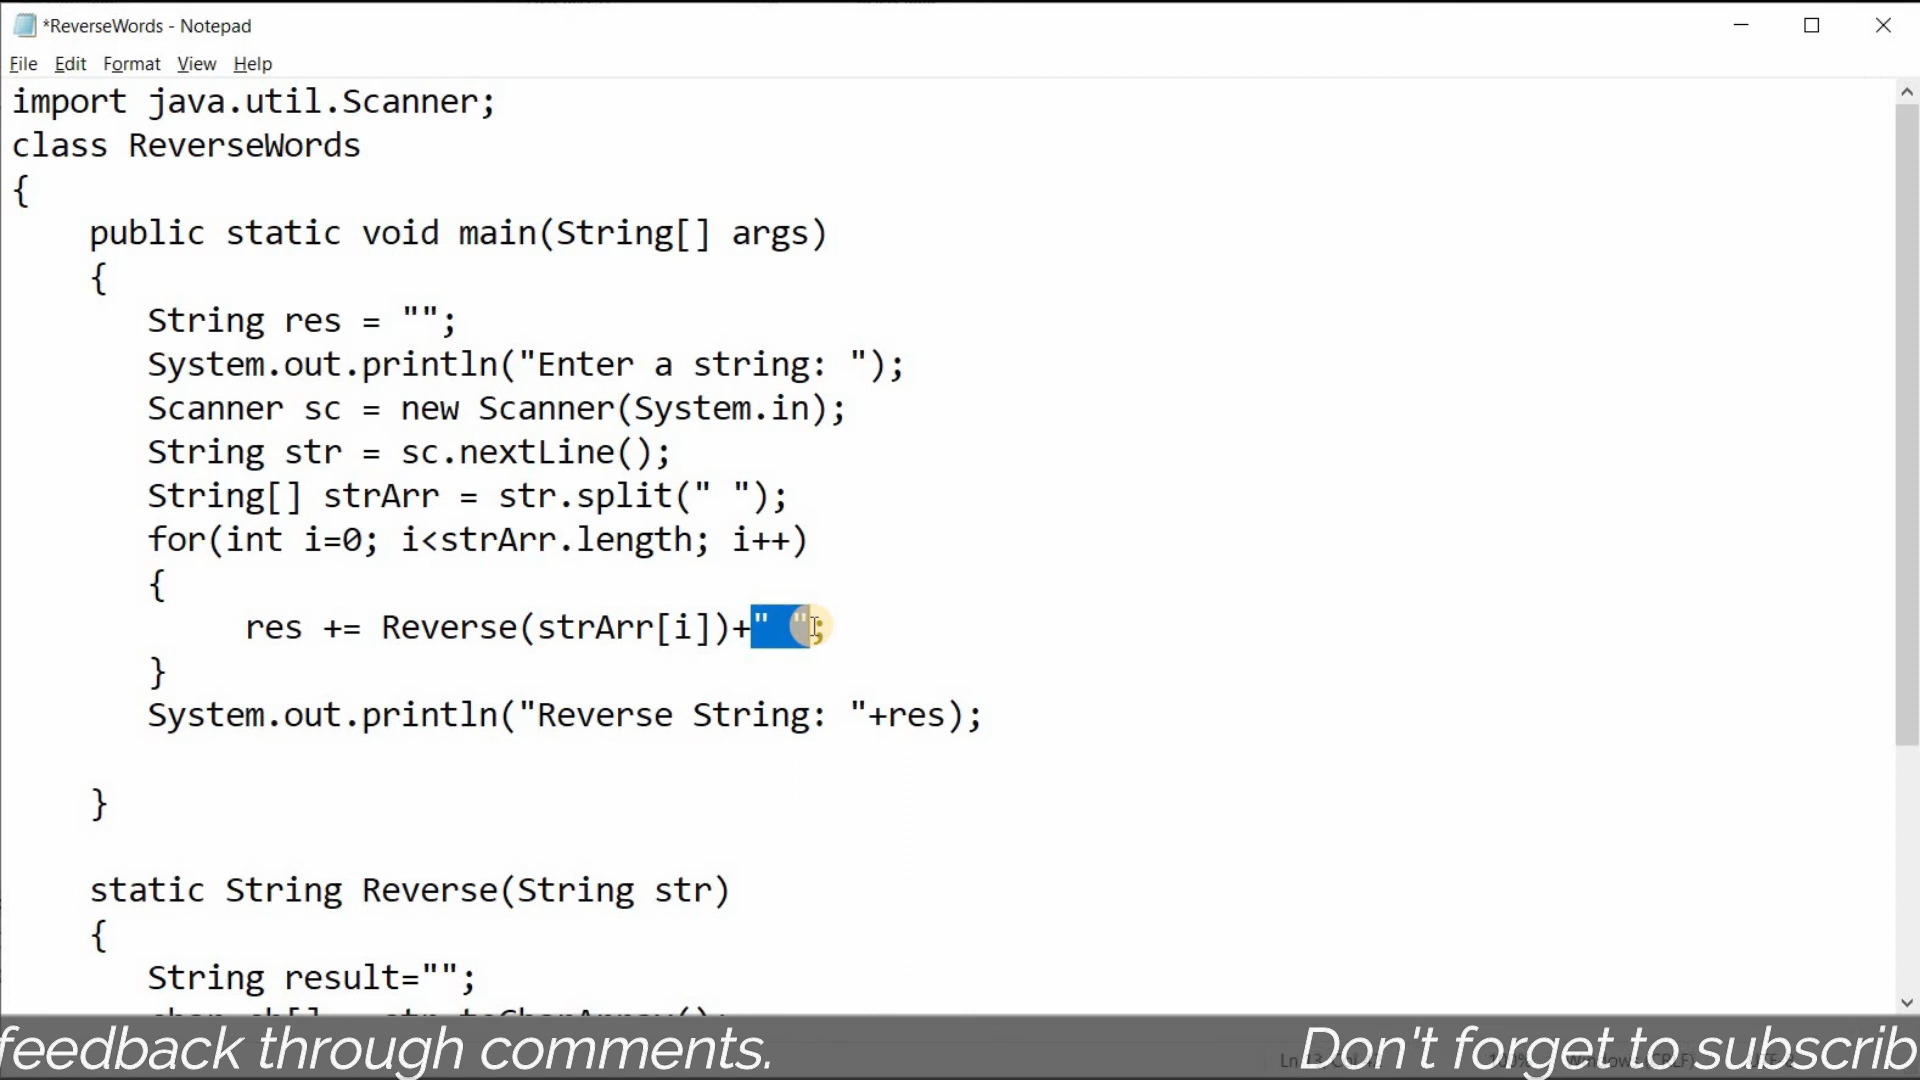 *ReverseWords - Notepad
File Edit Format View Help
import java.util.Scanner;
class ReverseWords
{
public static void main(String[] args)
{
String res = "";
System.out.println("Enter a string: ");
Scanner sc = new Scanner(System.in);
String str = sc.nextLine();
String[] strArr = str.split(" ");
for(int i=0; i<strArr.length; i++)
{
res += Reverse(strArr[i])+" ";
}
System.out.println("Reverse String: "+res);
}
static String Reverse(String str)
{
String result="";
feedback through comments. Don't forget to subscrib